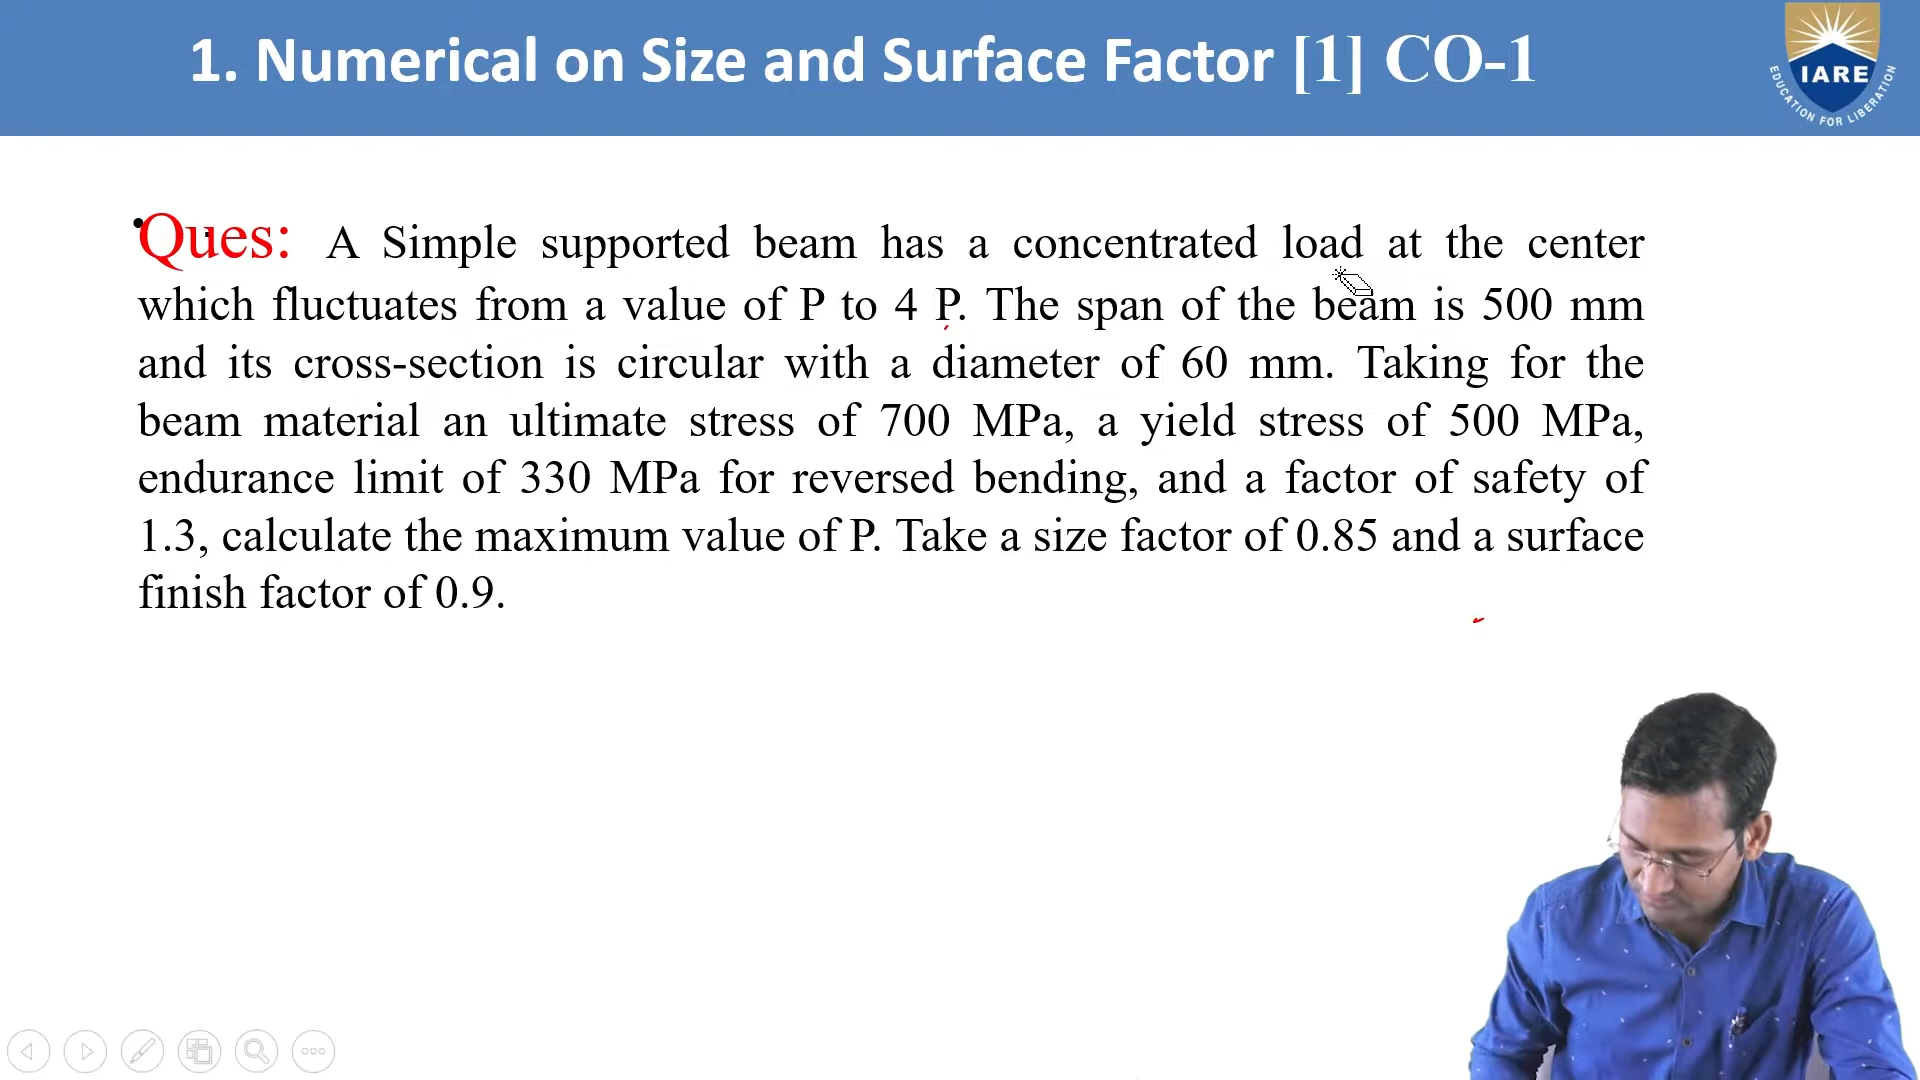 1. Numerical on Size and Surface Factor [1] CO-1
IARE
EDUCATION FOR LIBERATION
Ques: A Simple supported beam has a concentrated load at the center
which fluctuates from a value of P to 4 P. The span of the beam is 500 mm
and its cross-section is circular with a diameter of 60 mm. Taking for the
beam material an ultimate stress of 700 MPa, a yield stress of 500 MPa,
endurance limit of 330 MPa for reversed bending, and a factor of safety of
1.3, calculate the maximum value of P. Take a size factor of 0.85 and a surface
finish factor of 0.9.